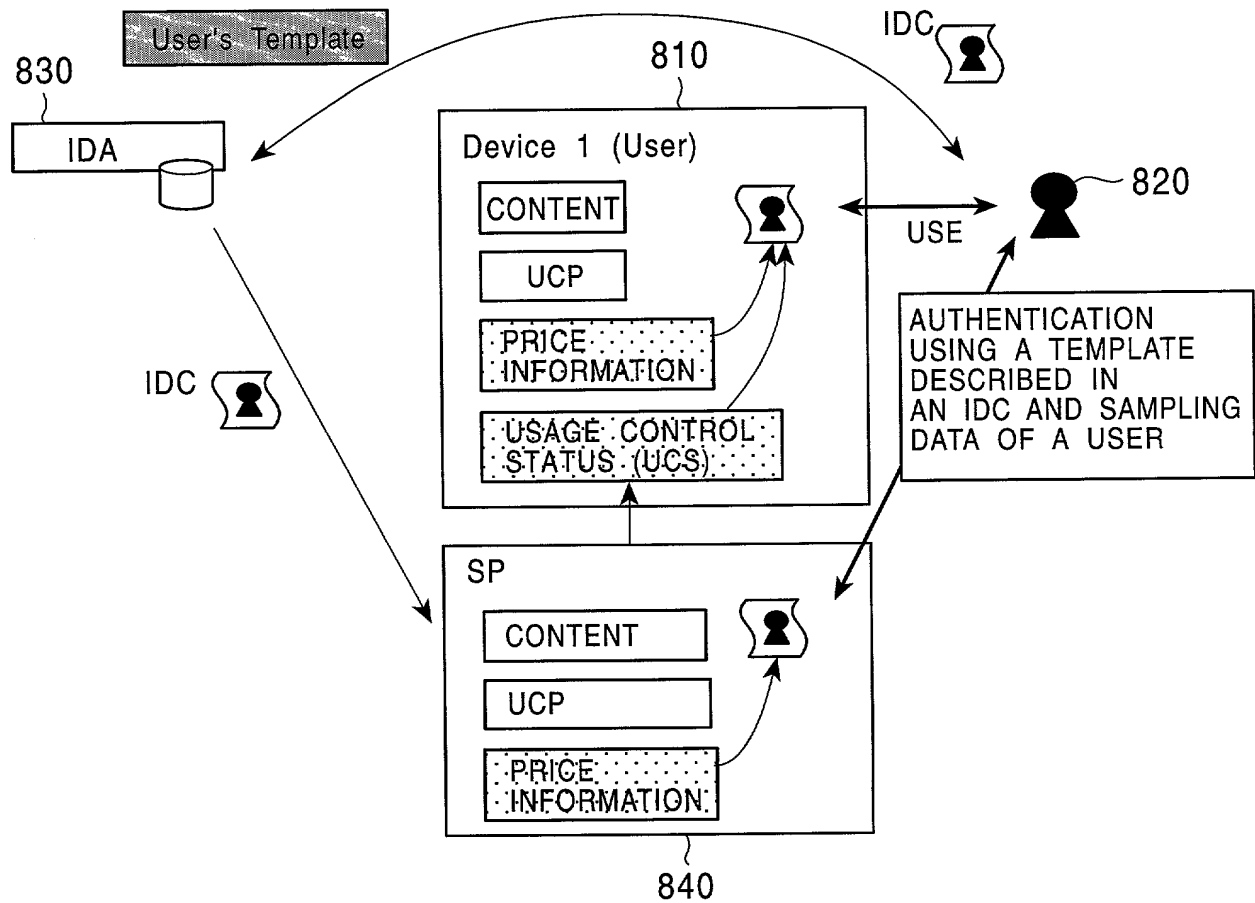 User's Template
IDC
830
810
IDA
Device 1 (User)
820
CONTENT
USE
UCP
PRICE
INFORMATION
AUTHENTICATION
USING A TEMPLATE
DESCRIBED IN
AN IDC AND SAMPLING
DATA OF A USER
IDC
USAGE CONTROL
STATUS (UCS)
SP
CONTENT
UCP
PRICE
INFORMATION
840